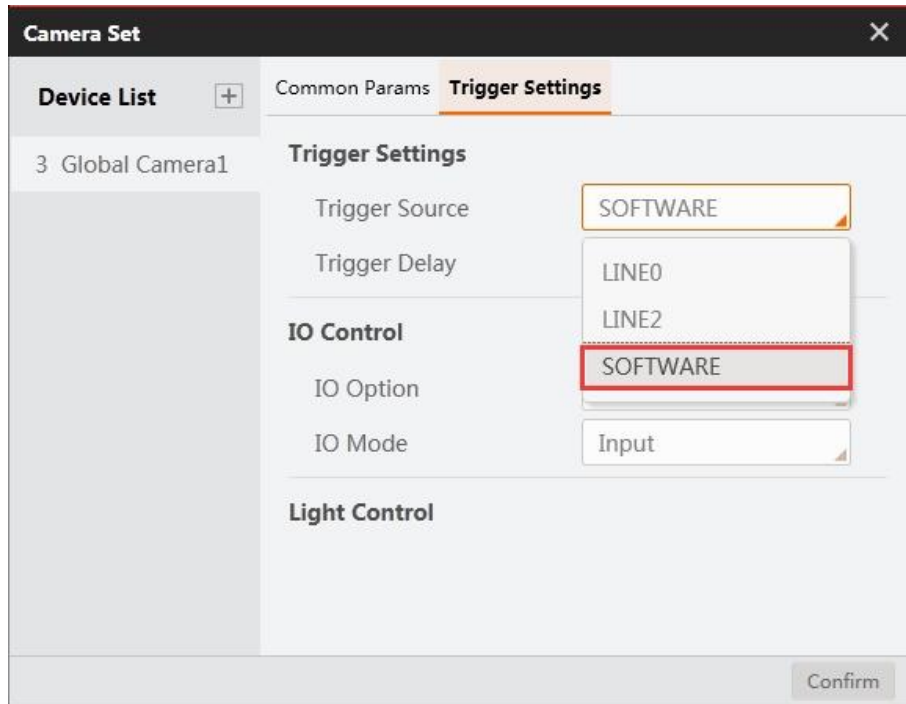 Camera Set
Device List
Common Params Trigger Settings
3 Global Camera1
Trigger Settings
Trigger Source SOFTWARE
Trigger Delay
LINE0
LINE2
SOFTWARE
IO Control
IO Option
IO Mode Input
Light Control
Confirm